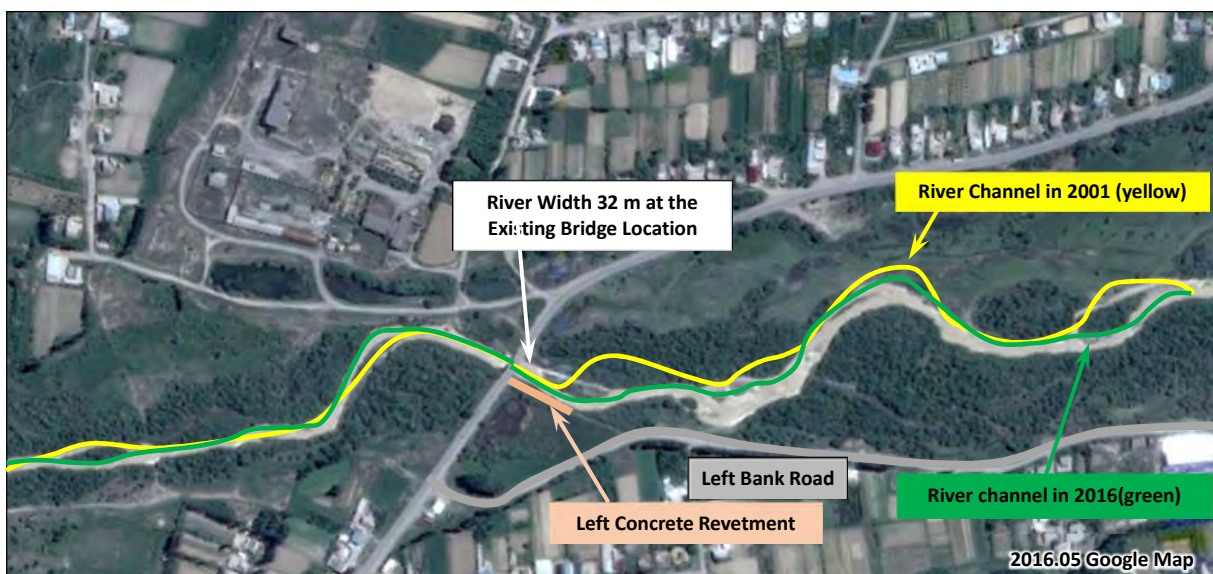 River Width 32 m at the
Existing Bridge Location
River Channel in 2001 (yellow)
Left Bank Road
River channel in 2016(green)
Left Concrete Revetment
2016.05 Google Map